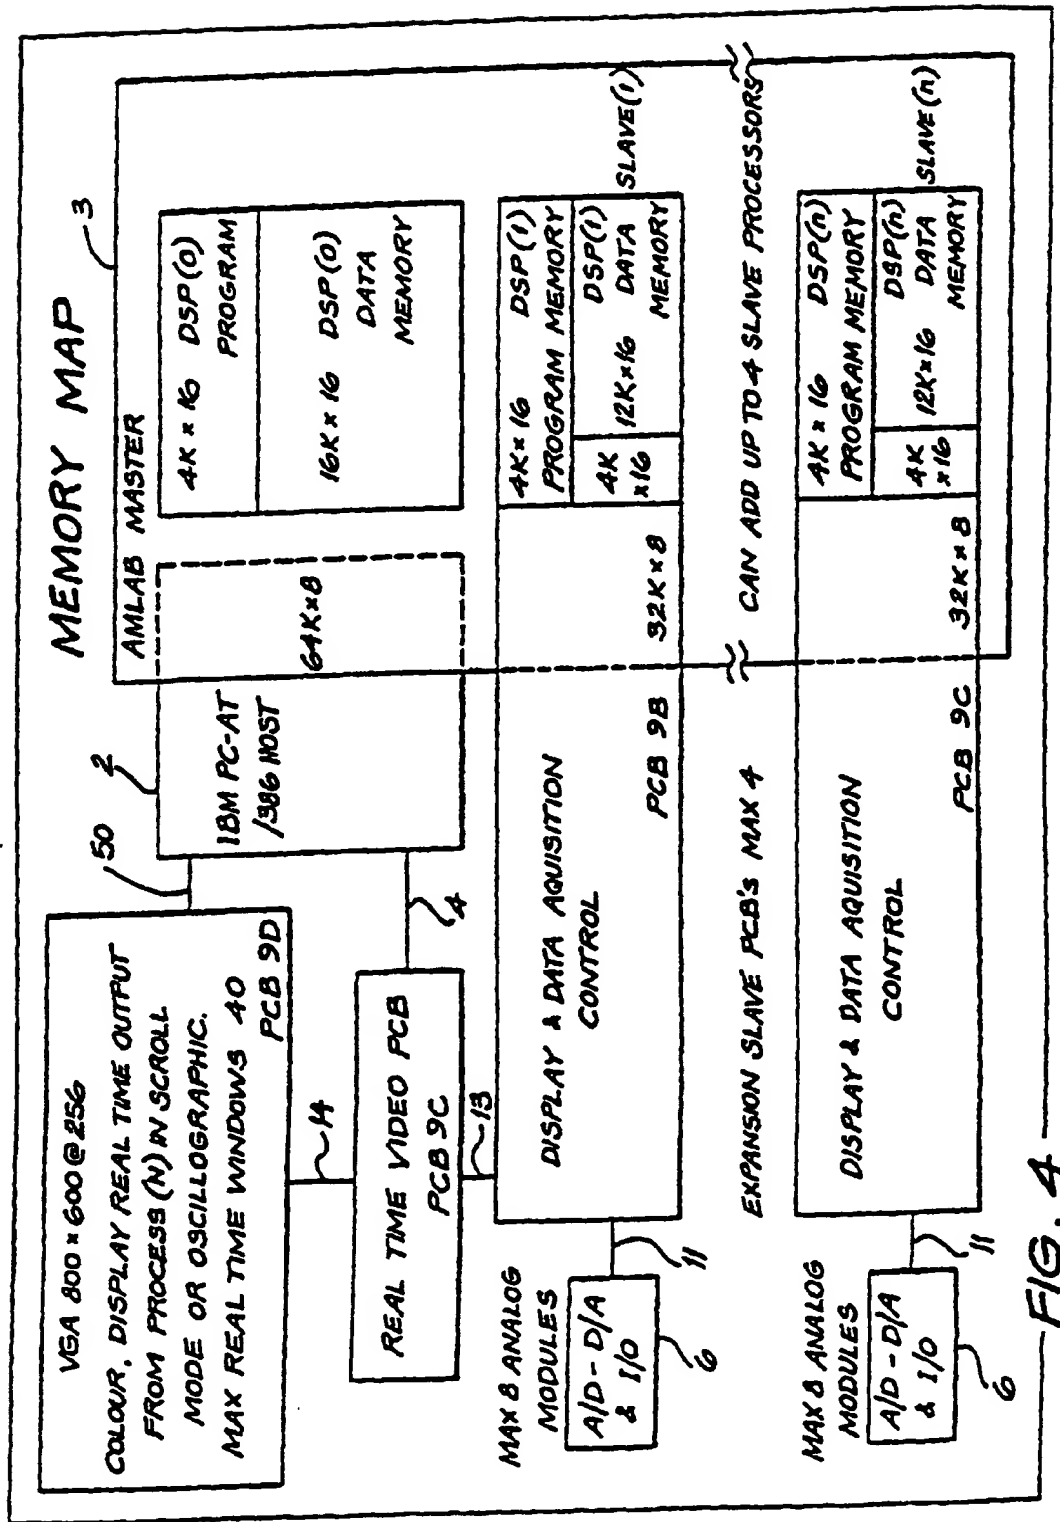 MEMORY MAP
3
AMLAB MASTER
2
50
VGA 800 × 600 @ 256
COLOUR, DISPLAY REAL TIME OUTPUT
FROM PROCESS (N) IN SCROLL
MODE OR OSCILLOGRAPHIC.
MAX REAL TIME WINDOWS 40
PCB 9D
IBM PC-AT
/386 HOST
64K×8
4K × 16 DSP(0)
PROGRAM
16K × 16 DSP(0)
DATA
MEMORY
14
4
REAL TIME VIDEO PCB
PCB 9C
13
MAX 8 ANALOG
MODULES
A/D - D/A
& I/O
6
11
DISPLAY & DATA AQUISITION
CONTROL
PCB 9B
32K×8
4K×16 DSP(1)
PROGRAM MEMORY
4K
×16
12K×16
DSP(1)
DATA
MEMORY
SLAVE(1)
EXPANSION SLAVE PCB'S MAX 4
CAN ADD UP TO 4 SLAVE PROCESSORS
MAX 8 ANALOG
MODULES
A/D - D/A
& I/O
6
11
DISPLAY & DATA AQUISITION
CONTROL
PCB 9C
32K×8
4K × 16 DSP(n)
PROGRAM MEMORY
4K
×16
12K×16
DSP(n)
DATA
MEMORY
SLAVE(n)
FIG. 4